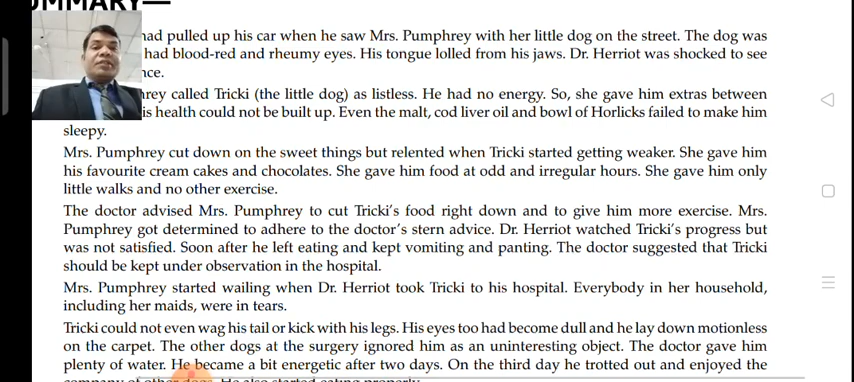 SUMMARY—
had pulled up his car when he saw Mrs. Pumphrey with her little dog on the street. The dog was
had blood-red and rheumy eyes. His tongue lolled from his jaws. Dr. Herriot was shocked to see
called Tricki (the little dog) as listless. He had no energy. So, she gave him extras between
health could not be built up. Even the malt, cod liver oil and bowl of Horlicks failed to make him
sleepy.
Mrs. Pumphrey cut down on the sweet things but relented when Tricki started getting weaker. She gave him
his favourite cream cakes and chocolates. She gave him food at odd and irregular hours. She gave him only
little walks and no other exercise.
The doctor advised Mrs. Pumphrey to cut Tricki's food right down and to give him more exercise. Mrs.
Pumphrey got determined to adhere to the doctor's stern advice. Dr. Herriot watched Tricki's progress but
was not satisfied. Soon after he left eating and kept vomiting and panting. The doctor suggested that Tricki
should be kept under observation in the hospital.
Mrs. Pumphrey started wailing when Dr. Herriot took Tricki to his hospital. Everybody in her household,
including her maids, were in tears.
Tricki could not even wag his tail or kick with his legs. His eyes too had become dull and he lay down motionless
on the carpet. The other dogs at the surgery ignored him as an uninteresting object. The doctor gave him
plenty of water. He became a bit energetic after two days. On the third day he trotted out and enjoyed the
company of other dogs. He also started eating properly.